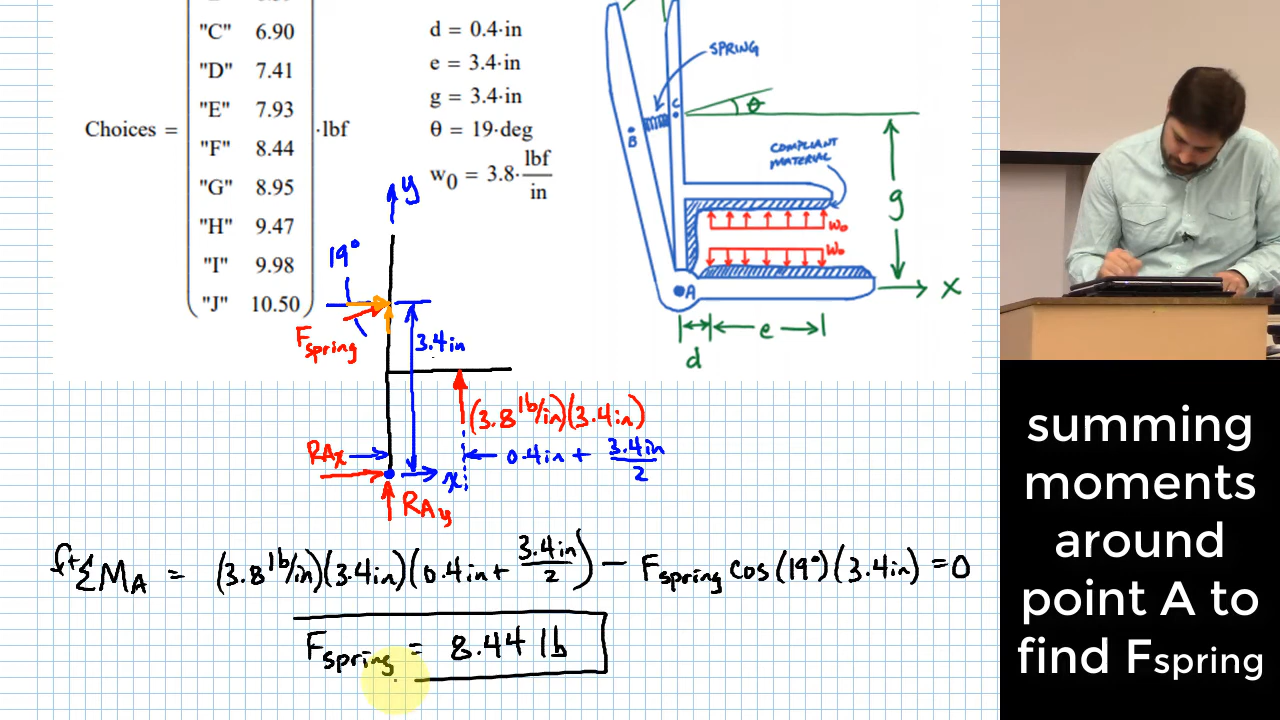 "C" 6.90
"D" 7.41
"E" 7.93
Choices = ·lbf
"F" 8.44
"G" 8.95
"H" 9.47
"I" 9.98
"J" 10.50
d = 0.4·in
e = 3.4·in
g = 3.4·in
θ = 19·deg
w0 = 3.8· lbf/in
SPRING
θ
C
B
COMPLIANT
MATERIAL
g
w0
w0
A
x
d
e
y
19°
Fspring
3.4in
(3.8 lb/in)(3.4in)
RAx
0.4in + 3.4in/2
x
RAy
↺+ ΣMA = (3.8 lb/in)(3.4in)(0.4in + 3.4in/2) − Fspring cos(19°)(3.4in) = 0
Fspring = 8.44 lb
summing
moments
around
point A to
find Fspring